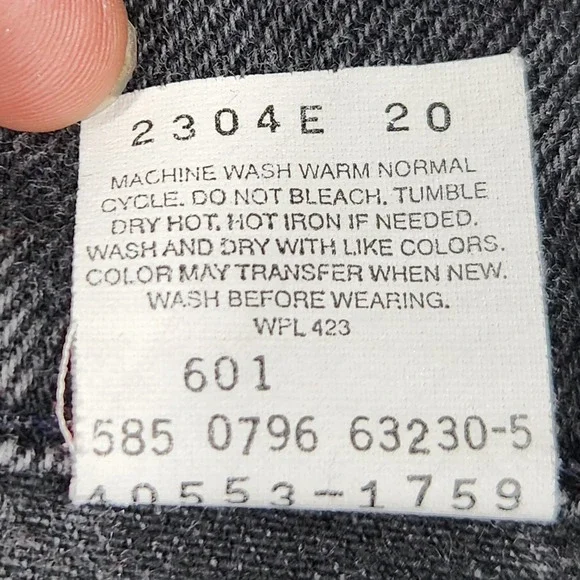 2304E 20
MACHINE WASH WARM NORMAL
CYCLE. DO NOT BLEACH. TUMBLE
DRY HOT. HOT IRON IF NEEDED.
WASH AND DRY WITH LIKE COLORS.
COLOR MAY TRANSFER WHEN NEW.
WASH BEFORE WEARING.
WPL 423
601
585 0796 63230-5
40553-1759